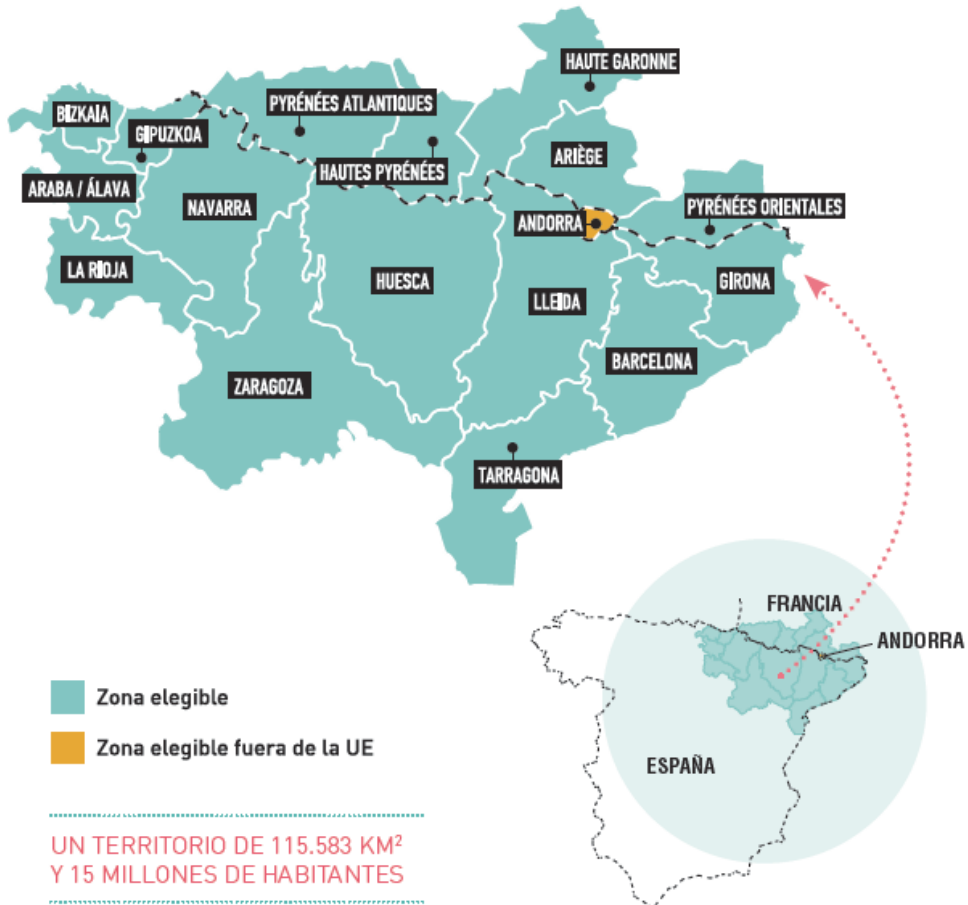 HAUTE GARONNE
PYRÉNÉES ATLANTIQUES
BIZKAIA
GIPUZKOA
ARIÈGE
HAUTES PYRÉNÉES
ARABA / ÁLAVA
NAVARRA
PYRÉNÉES ORIENTALES
ANDORRA
LA RIOJA
HUESCA
GIRONA
LLEIDA
BARCELONA
ZARAGOZA
TARRAGONA
FRANCIA
ANDORRA
ESPAÑA
Zona elegible
Zona elegible fuera de la UE
UN TERRITORIO DE 115.583 KM²
Y 15 MILLONES DE HABITANTES